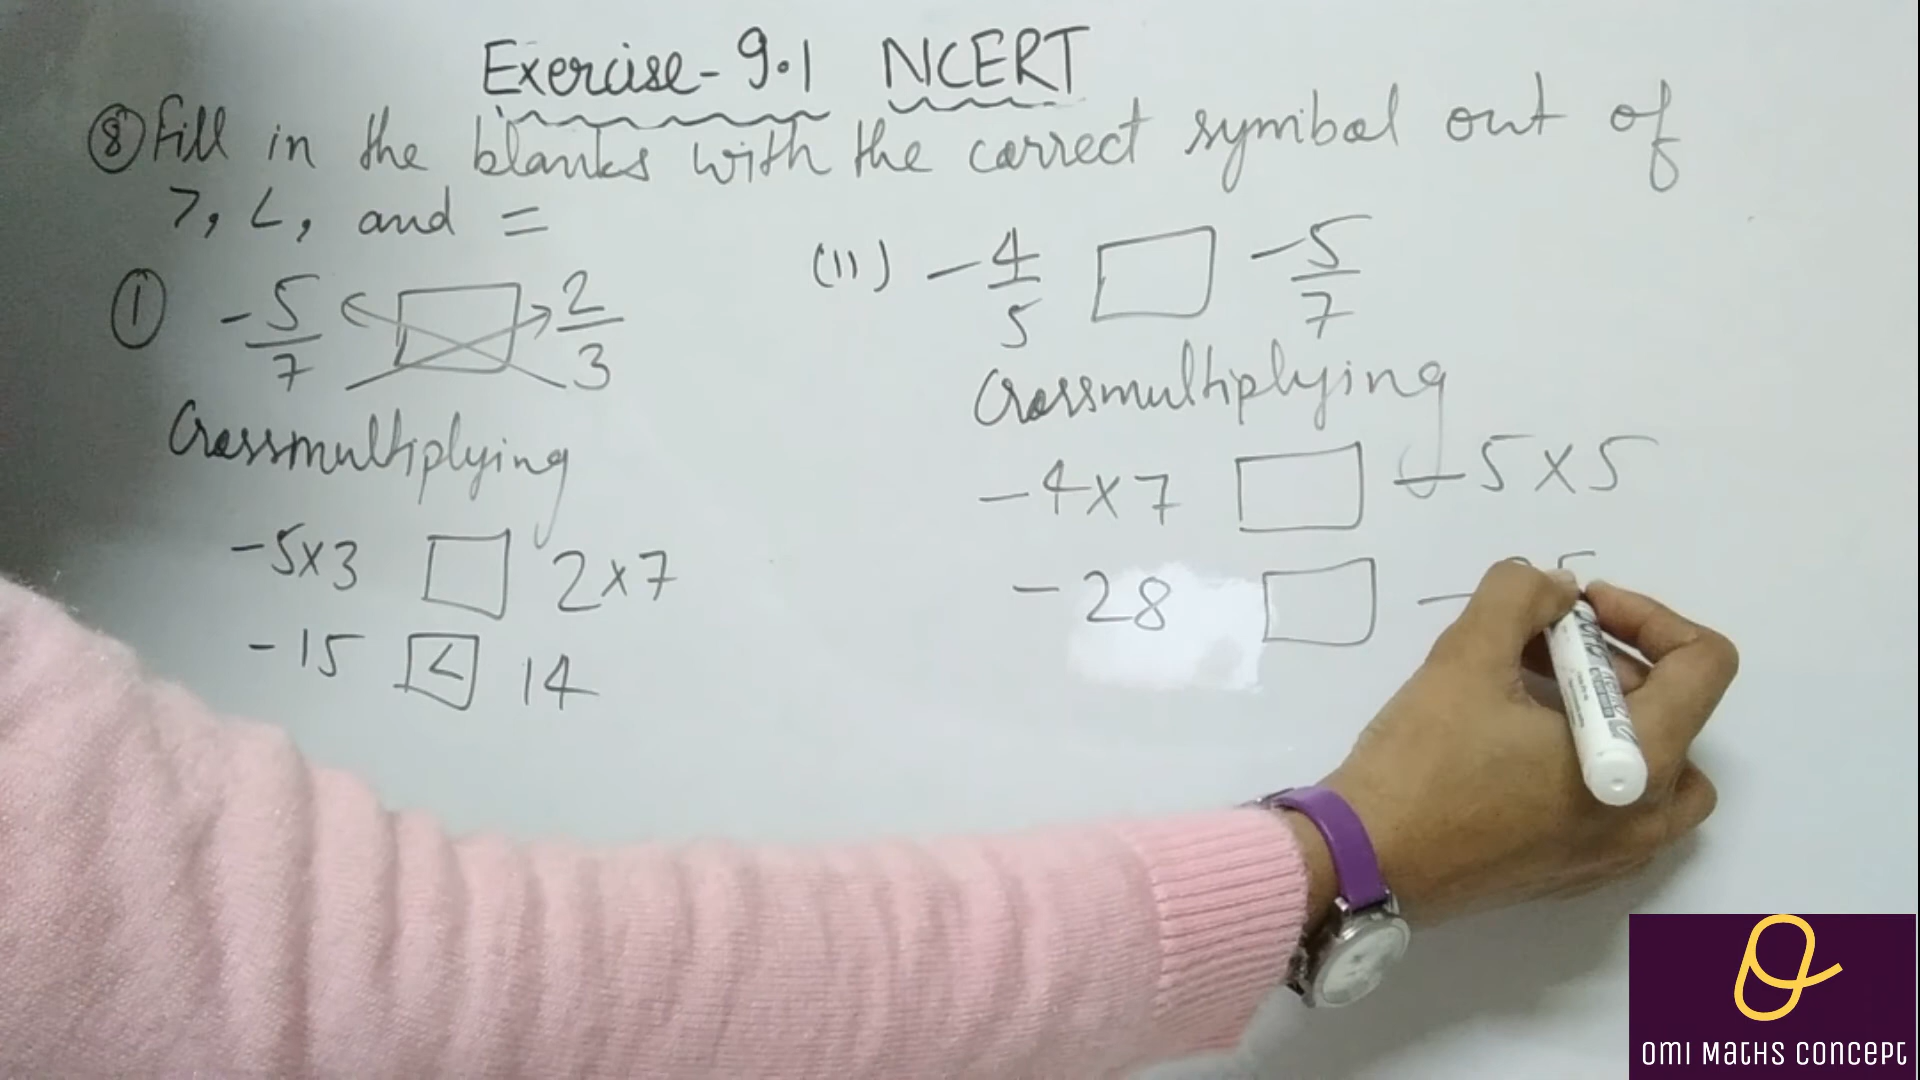 Exercise-9.1 NCERT
⑧ Fill in the blanks with the correct symbol out of
>, <, and =
① -5/7 □ 2/3
Crossmultiplying
-5×3 □ 2×7
-15 < 14
(11) -4/5 □ -5/7
Crossmultiplying
-4×7 □ -5×5
-28 □ -
OMI MATHS CONCEPT